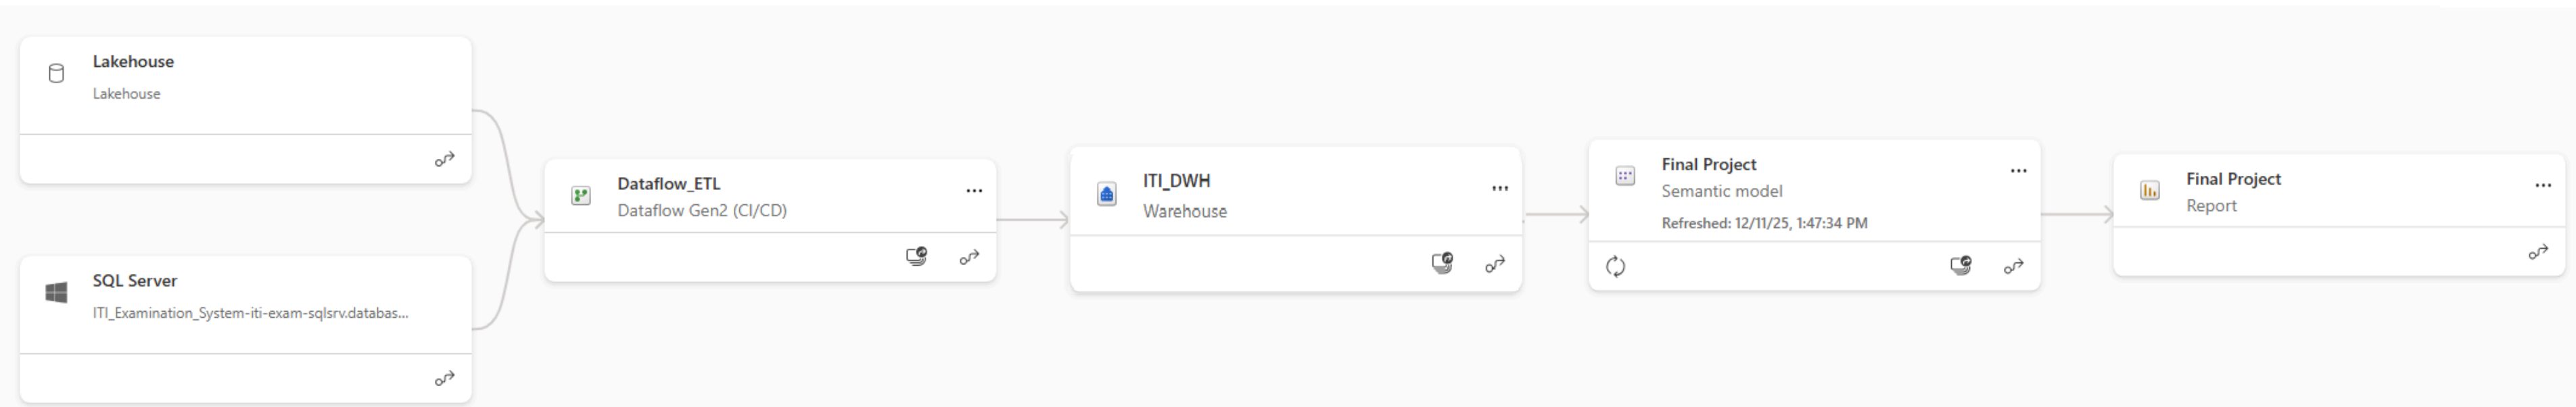 Lakehouse
Lakehouse
SQL Server
ITI_Examination_System-iti-exam-sqlsrv.databas...
Dataflow_ETL
Dataflow Gen2 (CI/CD)
ITI_DWH
Warehouse
Final Project
Semantic model
Refreshed: 12/11/25, 1:47:34 PM
Final Project
Report